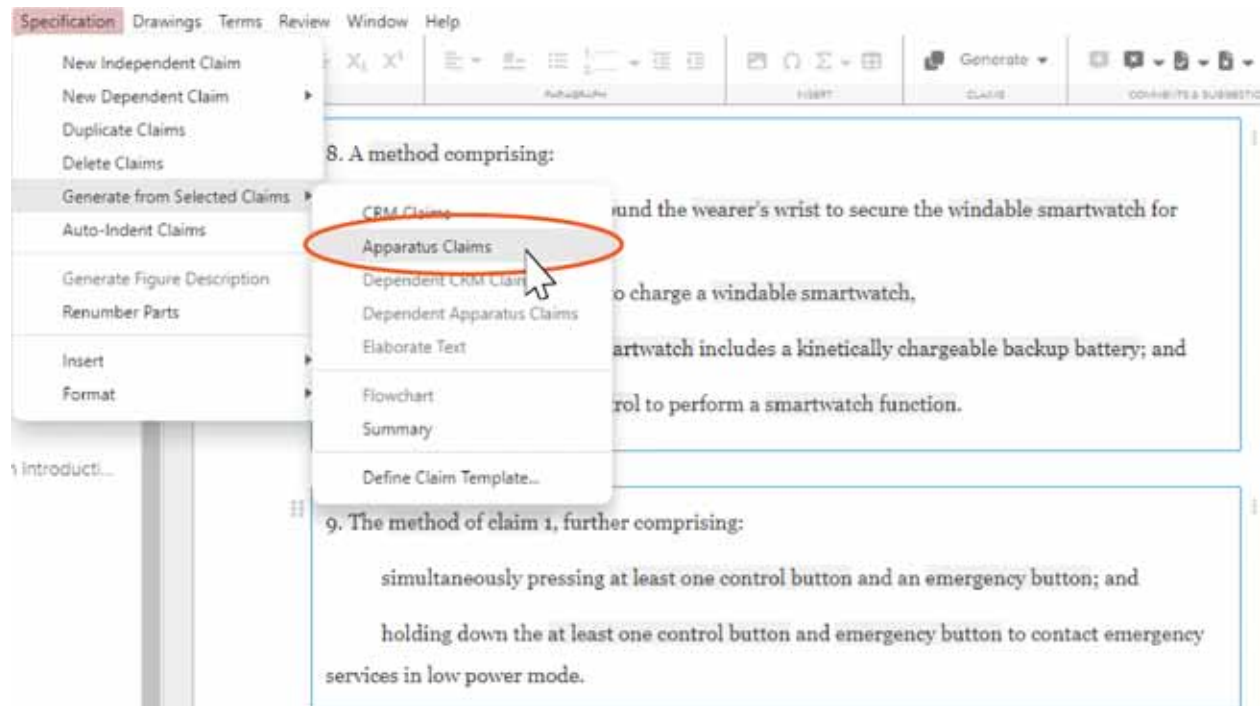 Specification Drawings Terms Review Window Help
New Independent Claim
New Dependent Claim
Duplicate Claims
Delete Claims
Generate from Selected Claims
Auto-Indent Claims
Generate Figure Description
Renumber Parts
Insert
Format
CRM Claims
Apparatus Claims
Dependent CRM Claim
Dependent Apparatus Claims
Elaborate Text
Flowchart
Summary
Define Claim Template...
X₁ X¹
Generate
PARAGRAPH INSERT CLAIMS COMMENTS &
8. A method comprising:
und the wearer's wrist to secure the windable smartwatch for
o charge a windable smartwatch,
artwatch includes a kinetically chargeable backup battery; and
rol to perform a smartwatch function.
Introducti...
9. The method of claim 1, further comprising:
simultaneously pressing at least one control button and an emergency button; and
holding down the at least one control button and emergency button to contact emergency
services in low power mode.